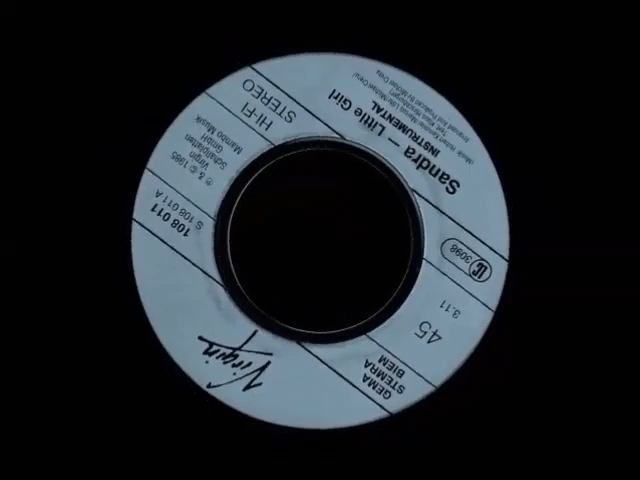 Virgin
GEMA
STEMRA
BIEM
45
3.11
LC
3098
108 011
S 108 011 A
℗ & © 1985
Virgin
Schallplatten
GmbH
Mambo Musik
HI-FI
STEREO
Sandra – Little Girl
INSTRUMENTAL